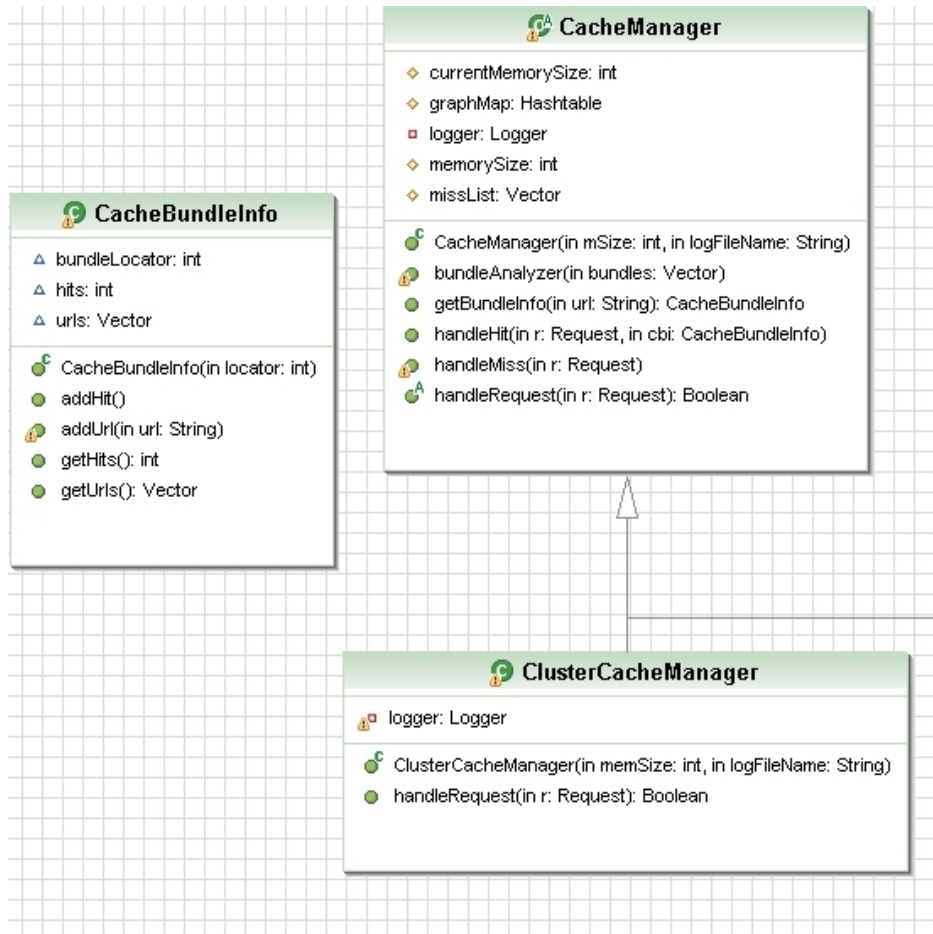 CacheManager
currentMemorySize: int
graphMap: Hashtable
logger: Logger
memorySize: int
missList: Vector
CacheManager(in mSize: int, in logFileName: String)
bundleAnalyzer(in bundles: Vector)
getBundleInfo(in url: String): CacheBundleInfo
handleHit(in r: Request, in cbi: CacheBundleInfo)
handleMiss(in r: Request)
handleRequest(in r: Request): Boolean
CacheBundleInfo
bundleLocator: int
hits: int
urls: Vector
CacheBundleInfo(in locator: int)
addHit()
addUrl(in url: String)
getHits(): int
getUrls(): Vector
ClusterCacheManager
logger: Logger
ClusterCacheManager(in memSize: int, in logFileName: String)
handleRequest(in r: Request): Boolean